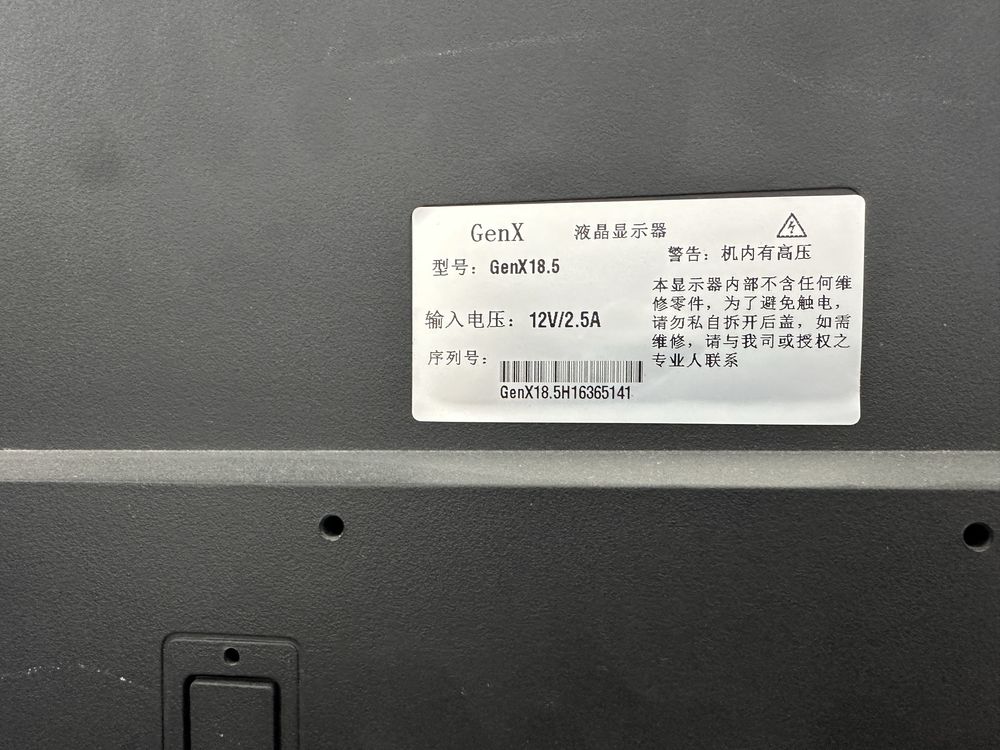 GenX 液晶显示器
型号：GenX18.5
输入电压：12V/2.5A
序列号：
GenX18.5H16365141
警告：机内有高压
本显示器内部不含任何维
修零件，为了避免触电，
请勿私自拆开后盖，如需
维修，请与我司或授权之
专业人联系